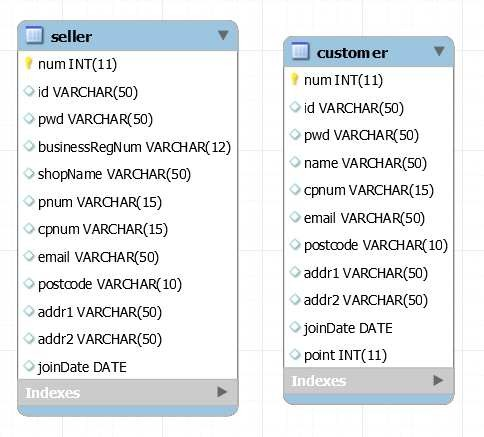 seller
num INT(11)
id VARCHAR(50)
pwd VARCHAR(50)
businessRegNum VARCHAR(12)
shopName VARCHAR(50)
pnum VARCHAR(15)
cpnum VARCHAR(15)
email VARCHAR(50)
postcode VARCHAR(10)
addr1 VARCHAR(50)
addr2 VARCHAR(50)
joinDate DATE
Indexes
customer
num INT(11)
id VARCHAR(50)
pwd VARCHAR(50)
name VARCHAR(50)
cpnum VARCHAR(15)
email VARCHAR(50)
postcode VARCHAR(10)
addr1 VARCHAR(50)
addr2 VARCHAR(50)
joinDate DATE
point INT(11)
Indexes